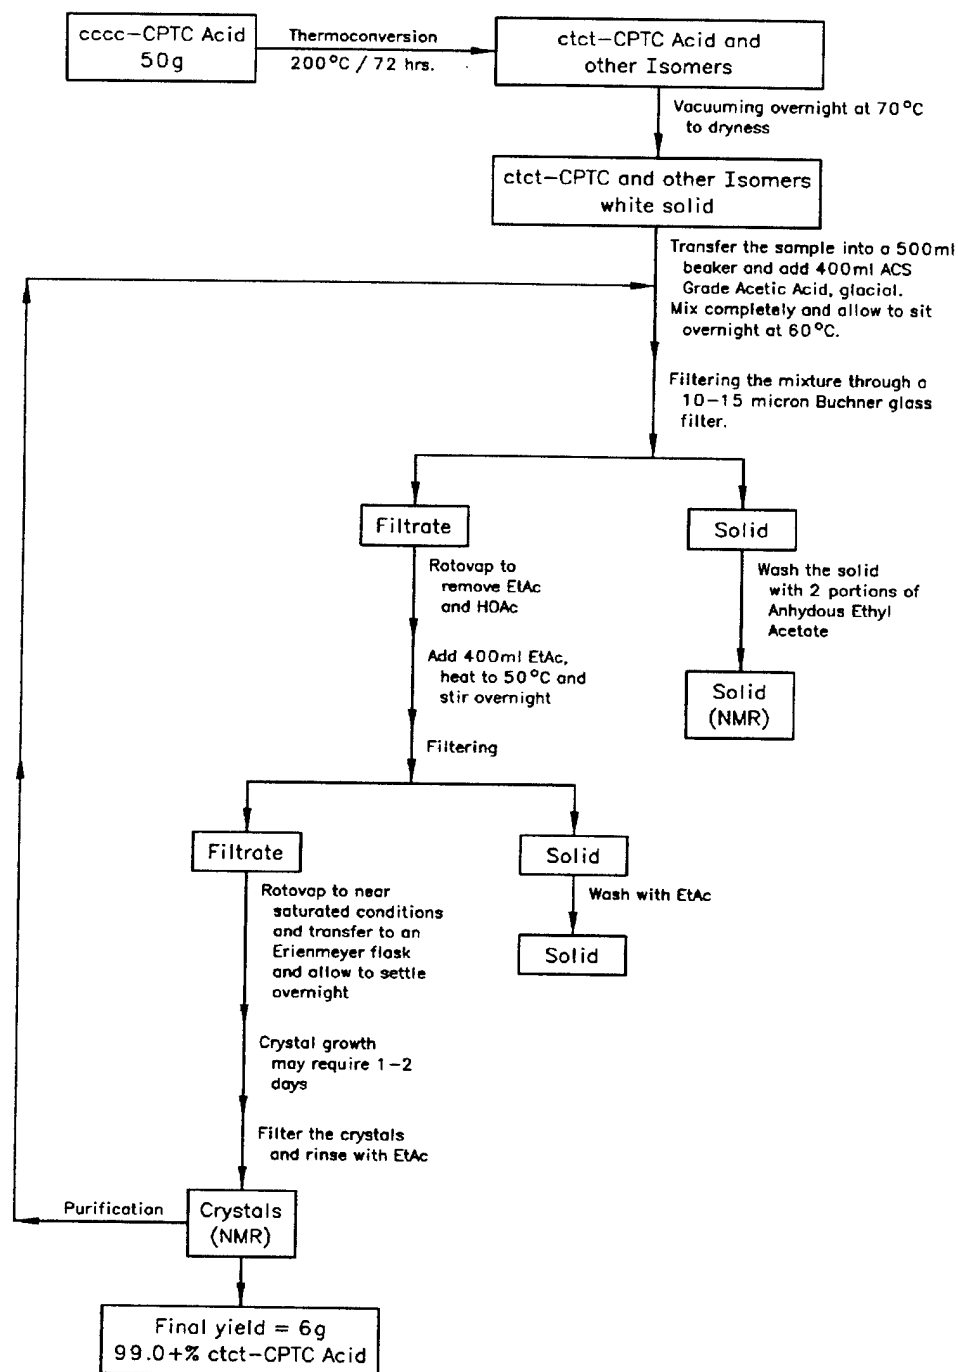 cccc-CPTC Acid
50g
Thermoconversion
200°C / 72 hrs.
ctct-CPTC Acid and
other Isomers
Vacuuming overnight at 70°C
to dryness
ctct-CPTC and other Isomers
white solid
Transfer the sample into a 500ml
beaker and add 400ml ACS
Grade Acetic Acid, glacial.
Mix completely and allow to sit
overnight at 60°C.
Filtering the mixture through a
10-15 micron Buchner glass
filter.
Filtrate
Solid
Rotovap to
remove EtAc
and HOAc
Wash the solid
with 2 portions of
Anhydous Ethyl
Acetate
Add 400ml EtAc,
heat to 50°C and
stir overnight
Solid
(NMR)
Filtering
Filtrate
Solid
Rotovap to near
saturated conditions
and transfer to an
Erienmeyer flask
and allow to settle
overnight
Wash with EtAc
Solid
Crystal growth
may require 1-2
days
Filter the crystals
and rinse with EtAc
Purification
Crystals
(NMR)
Final yield = 6g
99.0+% ctct-CPTC Acid